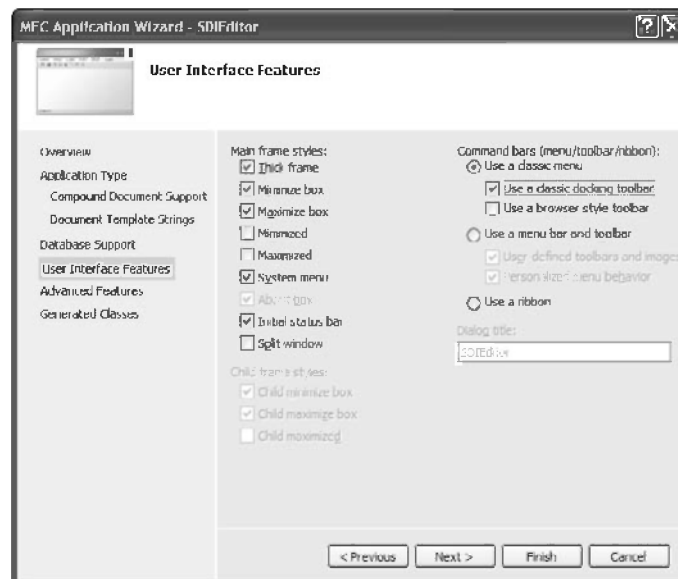 MFC Application Wizard - SDIEditor
User Interface Features
Overview
Application Type
Compound Document Support
Document Template Strings
Database Support
User Interface Features
Advanced Features
Generated Classes
Main frame styles:
Thick frame
Minimize box
Maximize box
Minimized
Maximized
System menu
About box
Initial status bar
Split window
Child frame styles:
Child minimize box
Child maximize box
Child maximized
Command bars (menu/toolbar/ribbon):
Use a classic menu
Use a classic docking toolbar
Use a browser style toolbar
Use a menu bar and toolbar
User-defined toolbars and images
Personalized menu behavior
Use a ribbon
Dialog title:
SDIEditor
< Previous
Next >
Finish
Cancel